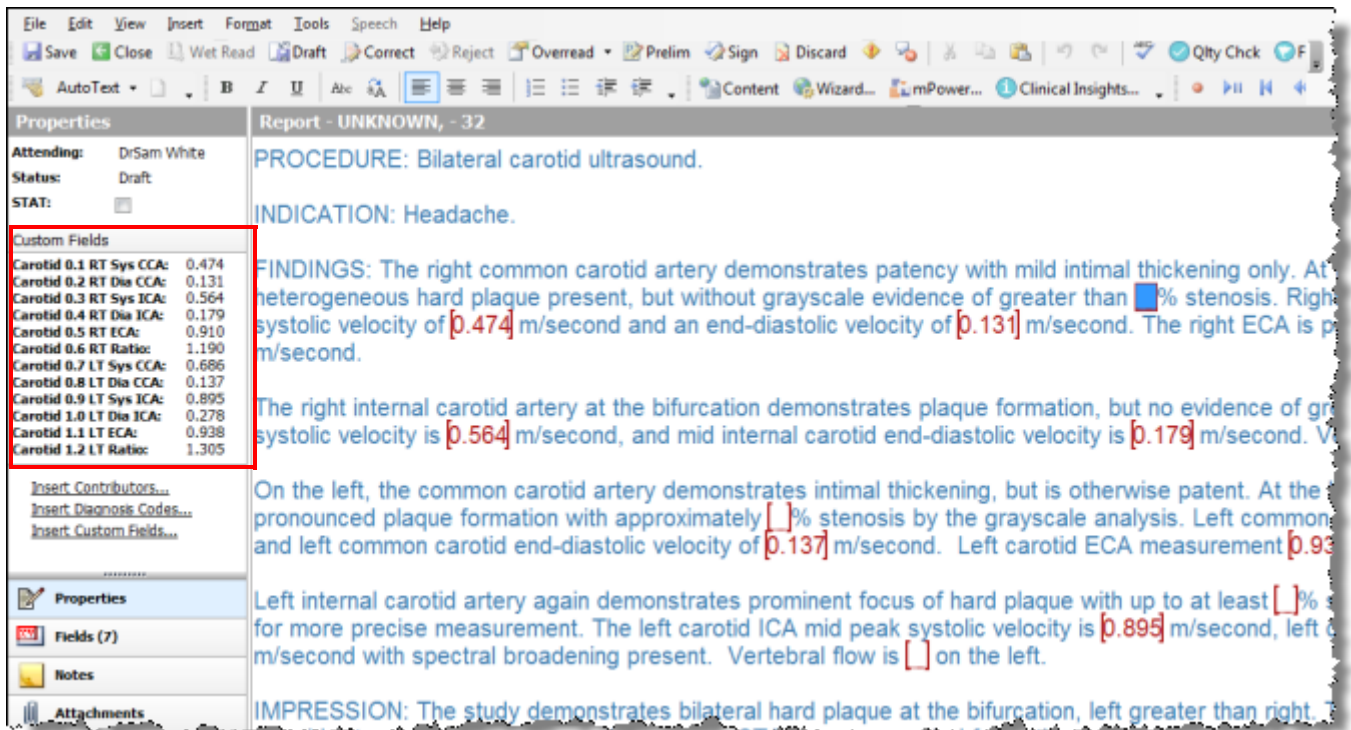 File Edit View Insert Format Tools Speech Help
Save Close Wet Read Draft Correct Reject Overread Prelim Sign Discard Qlty Chck F
AutoText B I U Abc Content Wizard... mPower... Clinical Insights...
Properties
Attending: DrSam White
Status: Draft
STAT:
Custom Fields
Carotid 0.1 RT Sys CCA: 0.474
Carotid 0.2 RT Dia CCA: 0.131
Carotid 0.3 RT Sys ICA: 0.564
Carotid 0.4 RT Dia ICA: 0.179
Carotid 0.5 RT ECA: 0.910
Carotid 0.6 RT Ratio: 1.190
Carotid 0.7 LT Sys CCA: 0.686
Carotid 0.8 LT Dia CCA: 0.137
Carotid 0.9 LT Sys ICA: 0.895
Carotid 1.0 LT Dia ICA: 0.278
Carotid 1.1 LT ECA: 0.938
Carotid 1.2 LT Ratio: 1.305
Insert Contributors...
Insert Diagnosis Codes...
Insert Custom Fields...
Properties
Fields (7)
Notes
Attachments
Report - UNKNOWN, - 32
PROCEDURE: Bilateral carotid ultrasound.
INDICATION: Headache.
FINDINGS: The right common carotid artery demonstrates patency with mild intimal thickening only. At
heterogeneous hard plaque present, but without grayscale evidence of greater than % stenosis. Righ
systolic velocity of [0.474] m/second and an end-diastolic velocity of [0.131] m/second. The right ECA is p
m/second.
The right internal carotid artery at the bifurcation demonstrates plaque formation, but no evidence of gr
systolic velocity is [0.564] m/second, and mid internal carotid end-diastolic velocity is [0.179] m/second. V
On the left, the common carotid artery demonstrates intimal thickening, but is otherwise patent. At the
pronounced plaque formation with approximately [ ]% stenosis by the grayscale analysis. Left common
and left common carotid end-diastolic velocity of [0.137] m/second. Left carotid ECA measurement [0.93
Left internal carotid artery again demonstrates prominent focus of hard plaque with up to at least [ ]% s
for more precise measurement. The left carotid ICA mid peak systolic velocity is [0.895] m/second, left
m/second with spectral broadening present. Vertebral flow is [ ] on the left.
IMPRESSION: The study demonstrates bilateral hard plaque at the bifurcation, left greater than right. T